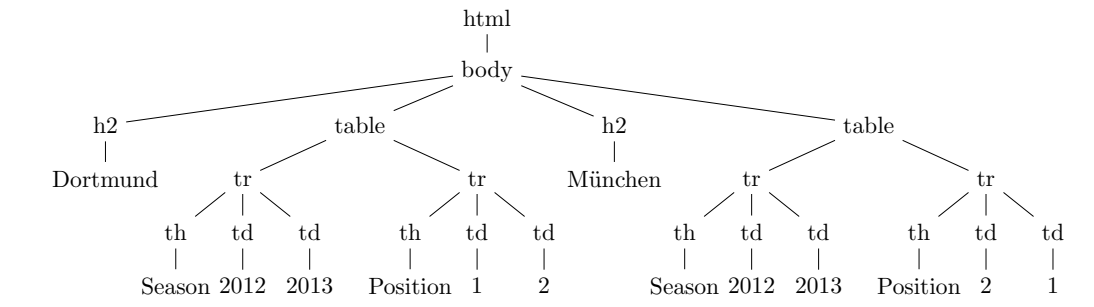 html
body
h2 table h2 table
Dortmund tr tr München tr tr
th td td th td td th td td th td td
Season 2012 2013 Position 1 2 Season 2012 2013 Position 2 1